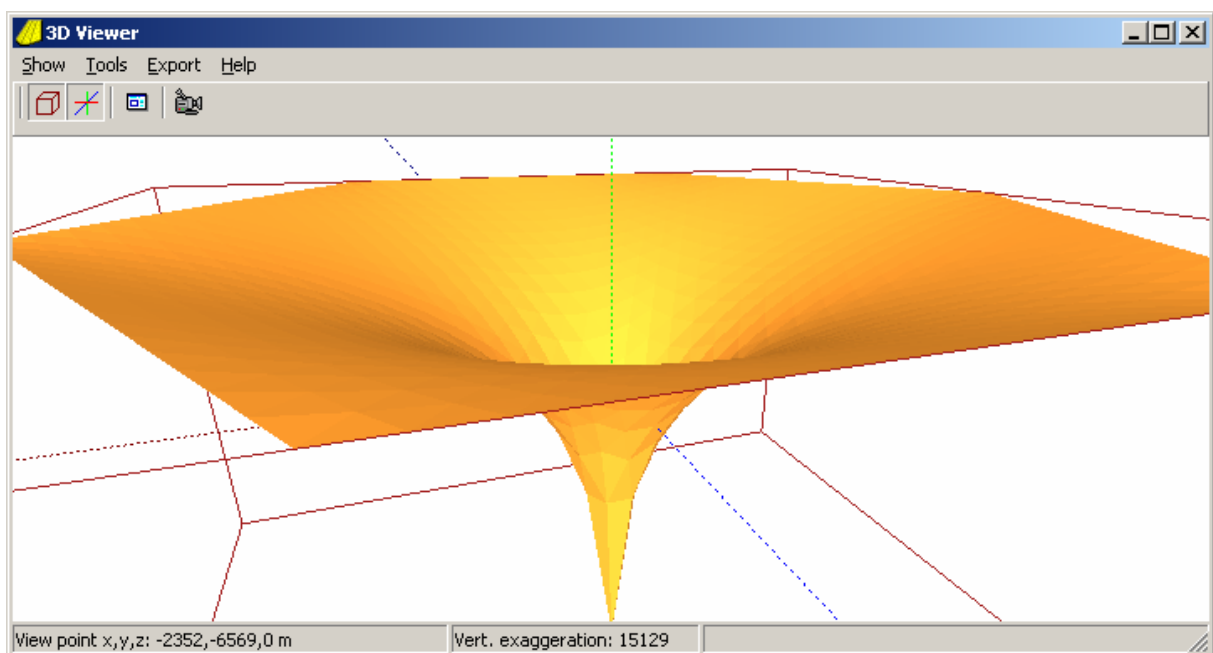 3D Viewer
Show Tools Export Help
View point x,y,z: -2352,-6569,0 m Vert. exaggeration: 15129